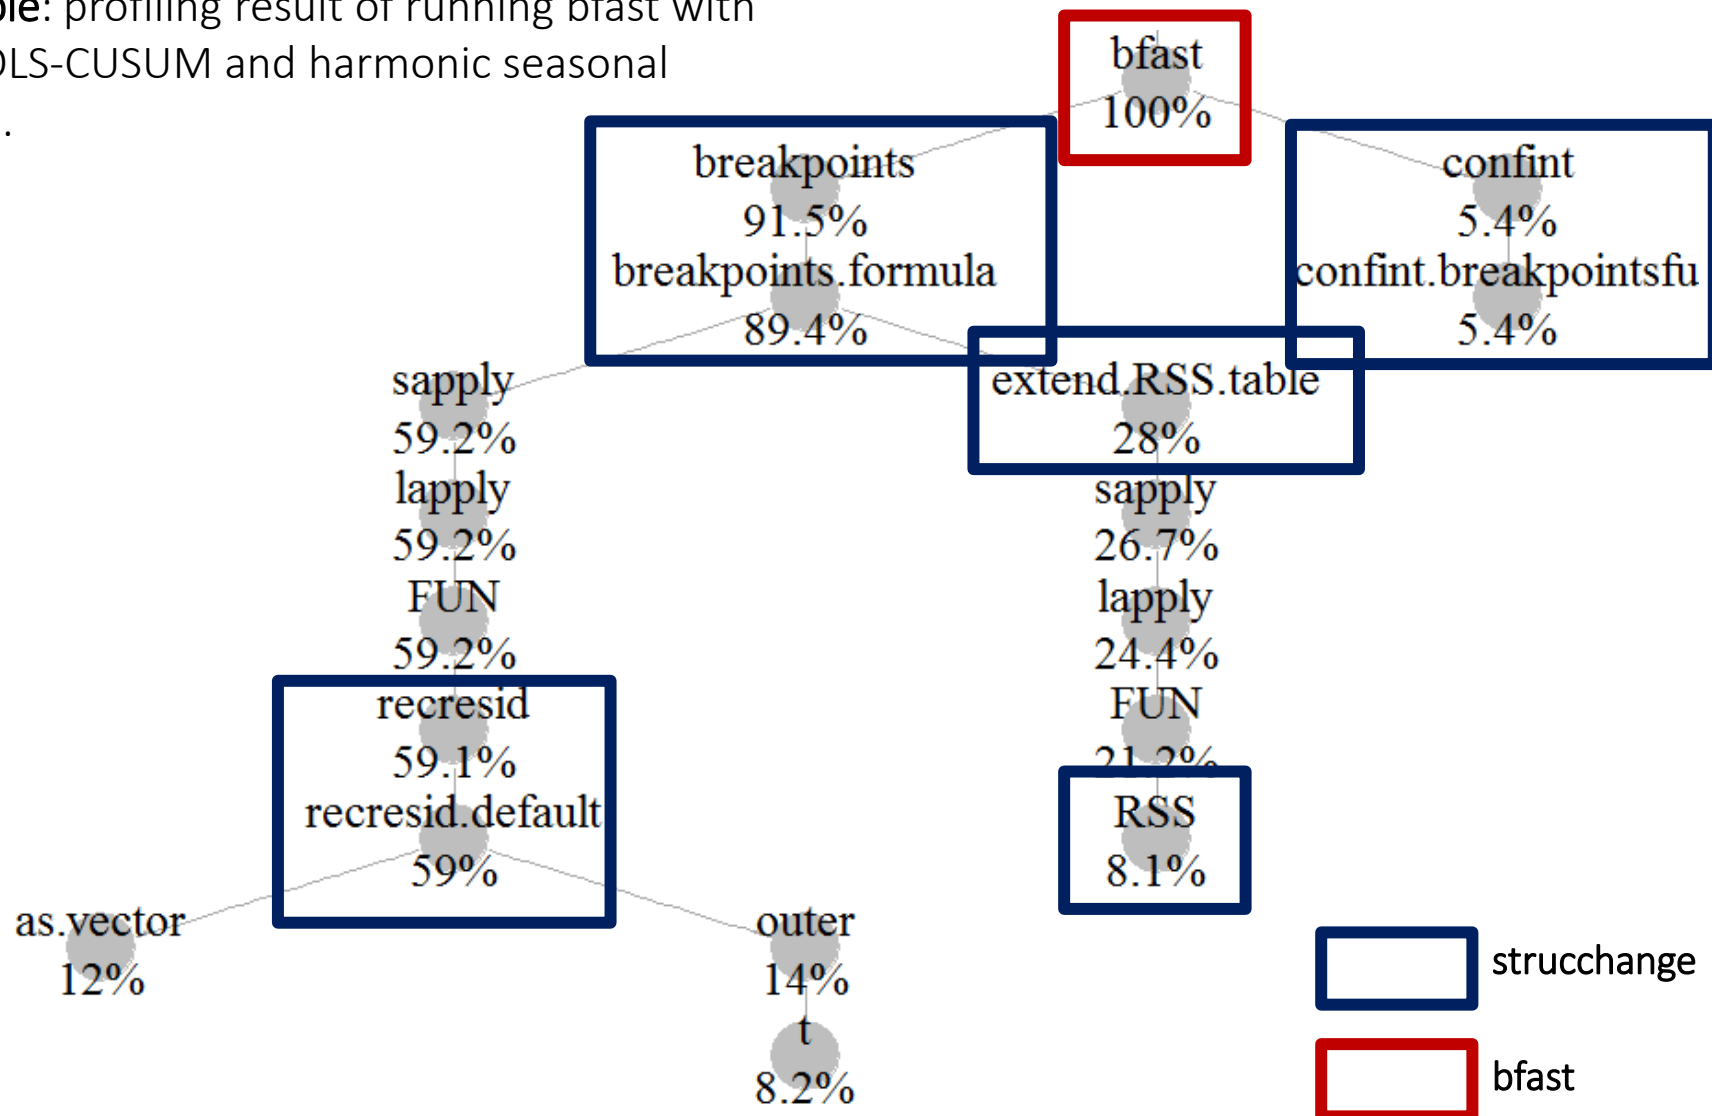 profiling result of running bfast with
OLS-CUSUM and harmonic seasonal
.
bfast
100%
breakpoints
91.5%
breakpoints.formula
89.4%
confint
5.4%
confint.breakpointsfu
5.4%
sapply
59.2%
lapply
59.2%
FUN
59.2%
recresid
59.1%
recresid.default
59%
as.vector
12%
outer
14%
t
8.2%
extend.RSS.table
28%
sapply
26.7%
lapply
24.4%
FUN
21.2%
RSS
8.1%
strucchange
bfast